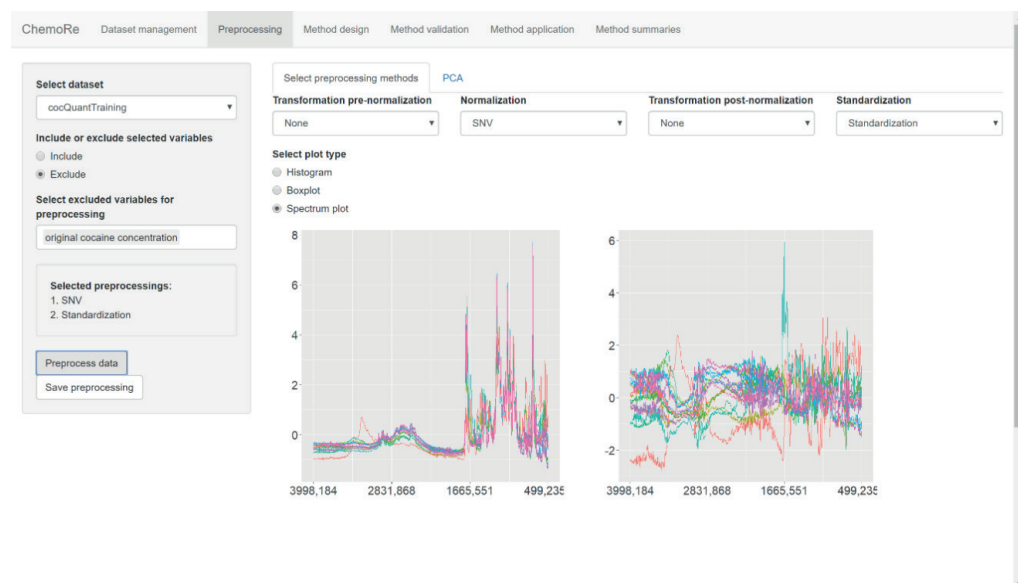 ChemoRe Dataset management Preprocessing Method design Method validation Method application Method summaries
Select dataset
cocQuantTraining
Include or exclude selected variables
Include
Exclude
Select excluded variables for
preprocessing
original cocaine concentration
Selected preprocessings:
1. SNV
2. Standardization
Preprocess data
Save preprocessing
Select preprocessing methods PCA
Transformation pre-normalization Normalization Transformation post-normalization Standardization
None SNV None Standardization
Select plot type
Histogram
Boxplot
Spectrum plot
8
6
4
2
0
3998,184 2831,868 1665,551 499,235
6
4
2
0
-2
3998,184 2831,868 1665,551 499,235